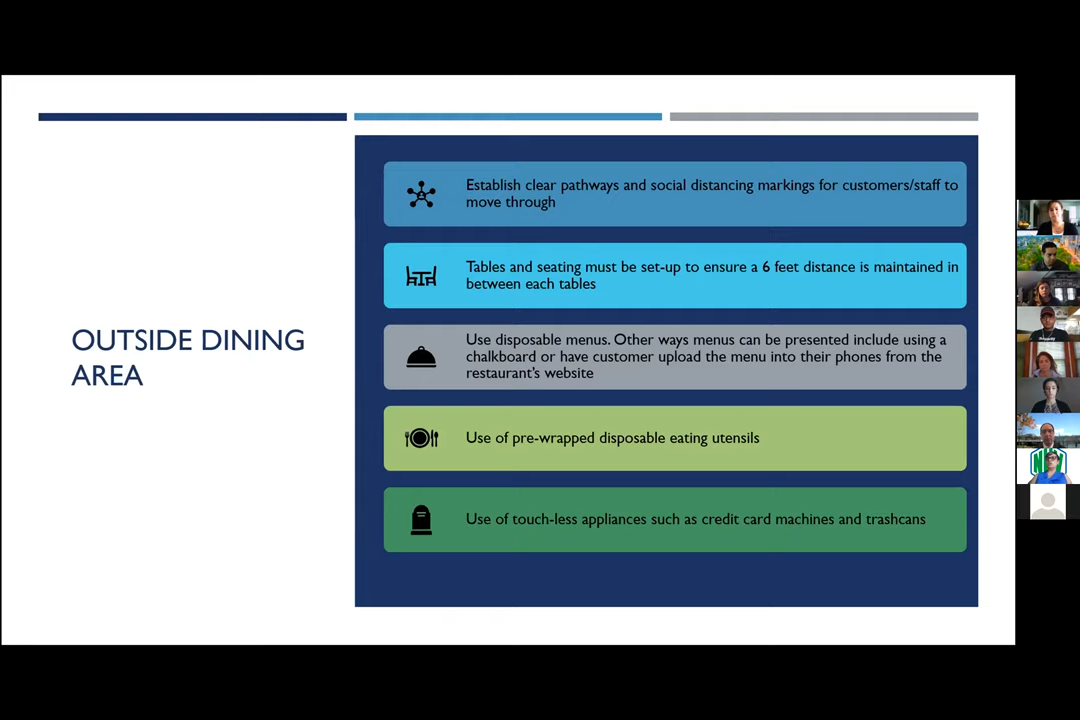 OUTSIDE DINING
AREA
Establish clear pathways and social distancing markings for customers/staff to
move through
Tables and seating must be set-up to ensure a 6 feet distance is maintained in
between each tables
Use disposable menus. Other ways menus can be presented include using a
chalkboard or have customer upload the menu into their phones from the
restaurant's website
Use of pre-wrapped disposable eating utensils
Use of touch-less appliances such as credit card machines and trashcans